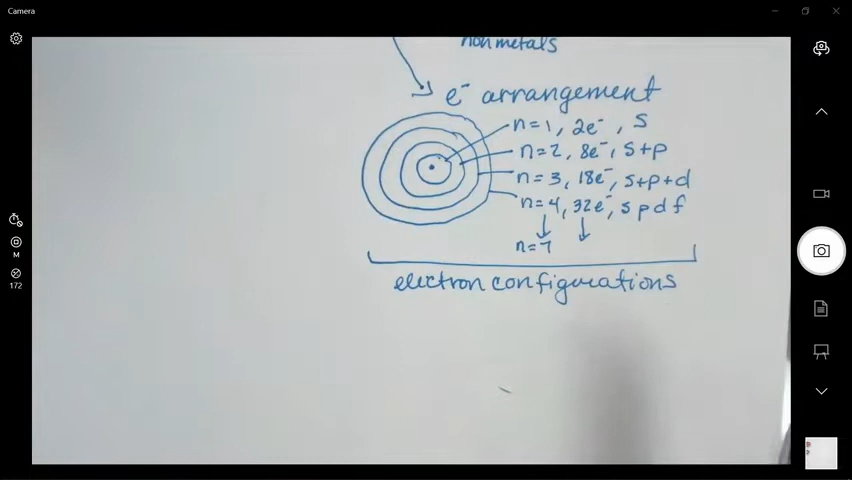 Camera
nonmetals
e⁻ arrangement
n=1, 2e⁻, S
n=2, 8e⁻, S+p
n=3, 18e⁻, S+p+d
n=4, 32e⁻, s p d f
n=7
electron configurations
M
172